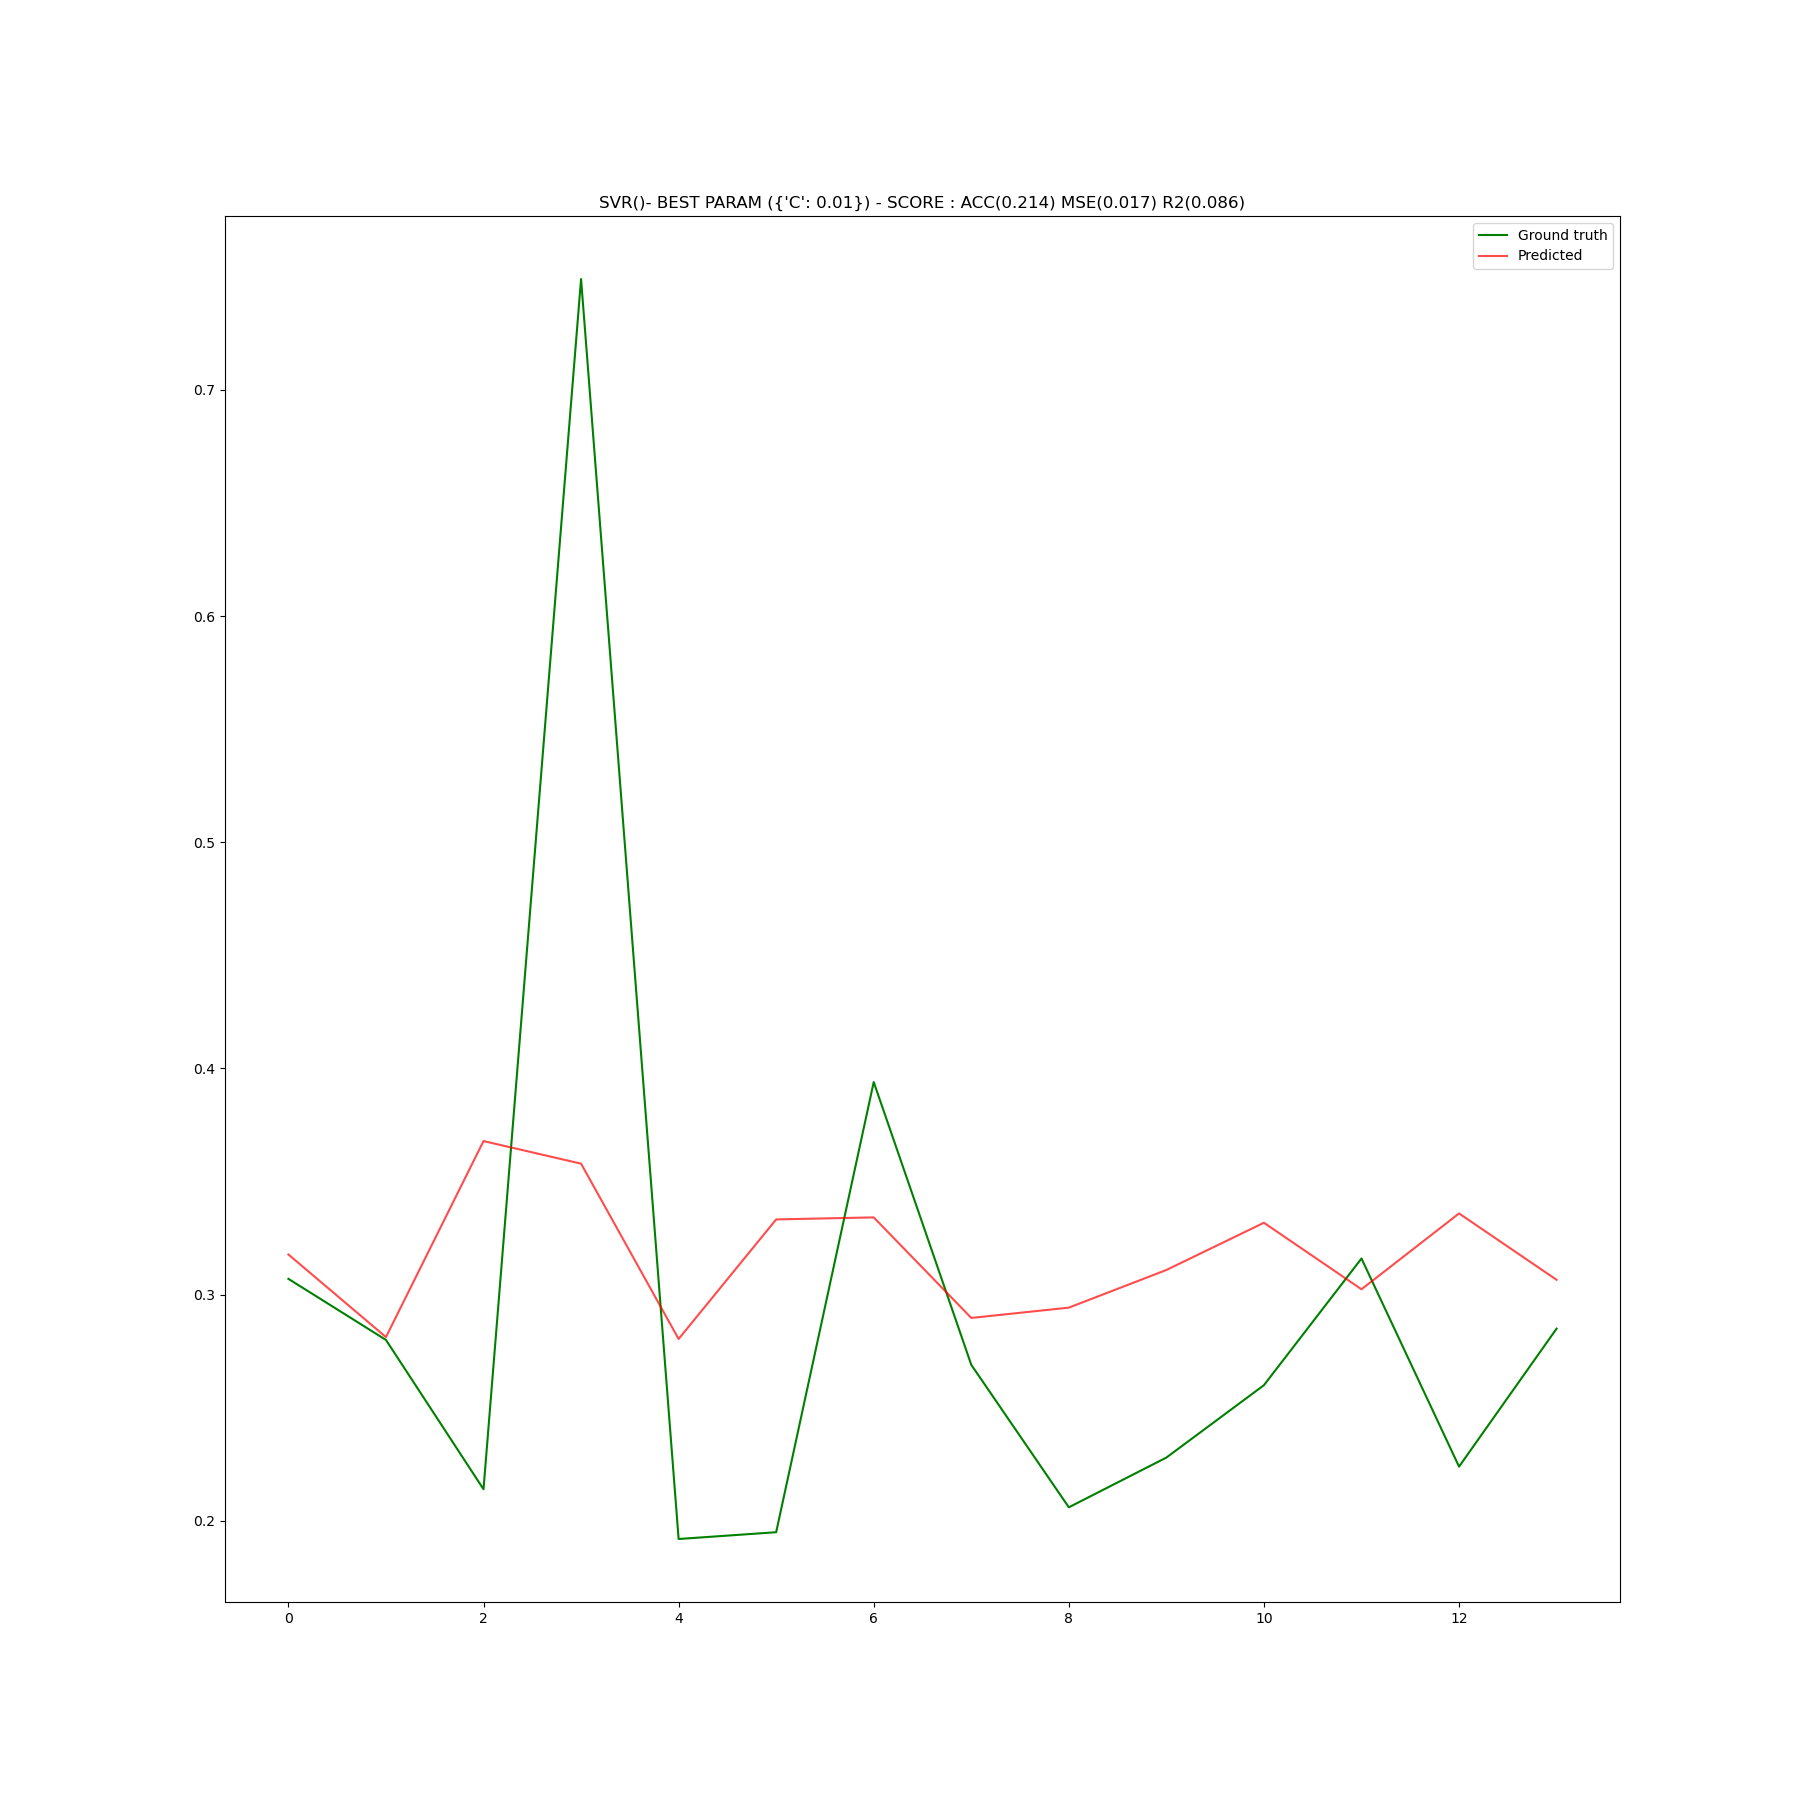 SVR()- BEST PARAM ({'C': 0.01}) - SCORE : ACC(0.214) MSE(0.017) R2(0.086)
Ground truth
Predicted
0.7
0.6
0.5
0.4
0.3
0.2
0 2 4 6 8 10 12